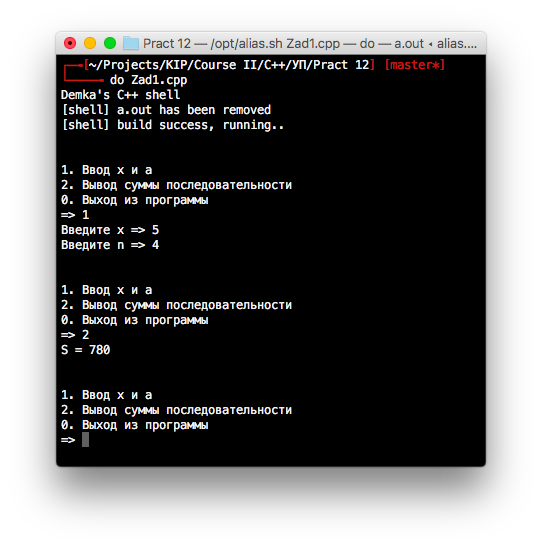 Pract 12 — /opt/alias.sh Zad1.cpp — do — a.out ◂ alias....
[~/Projects/KIP/Course II/C++/УП/Pract 12] [master*]
do Zad1.cpp
Demka's C++ shell
[shell] a.out has been removed
[shell] build success, running..
1. Ввод x и a
2. Вывод суммы последовательности
0. Выход из программы
=> 1
Введите x => 5
Введите n => 4
1. Ввод x и a
2. Вывод суммы последовательности
0. Выход из программы
=> 2
S = 780
1. Ввод x и a
2. Вывод суммы последовательности
0. Выход из программы
=>